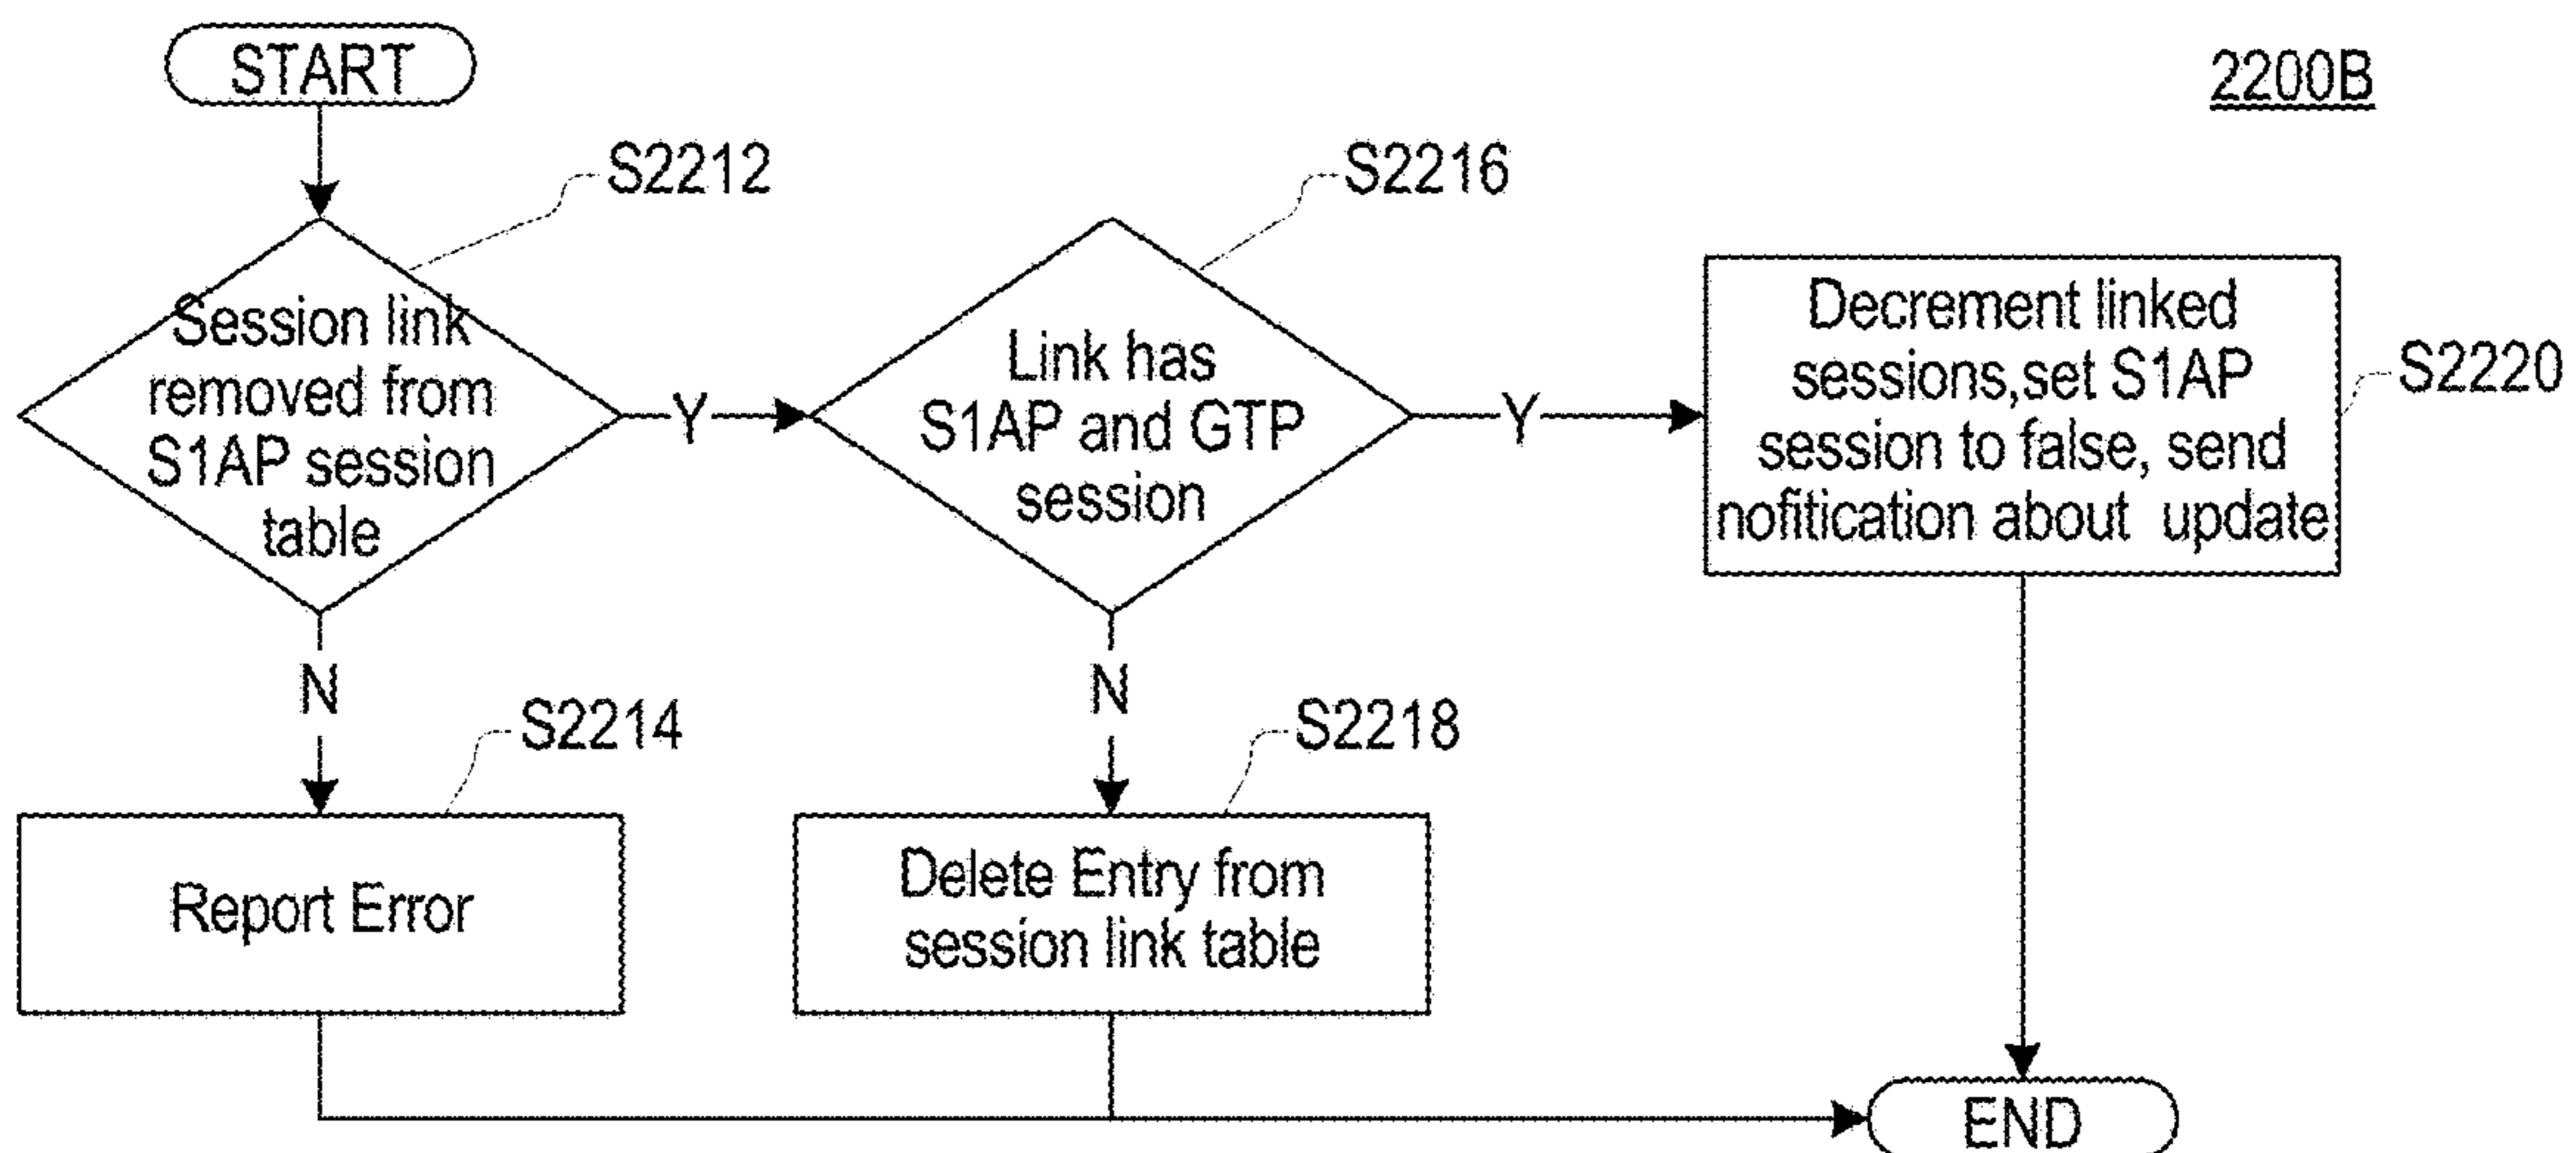 START
2200B
S2212
Session link
removed from
S1AP session
table
Y
N
S2214
Report Error
S2216
Link has
S1AP and GTP
session
Y
N
S2218
Delete Entry from
session link table
S2220
Decrement linked
sessions,set S1AP
session to false, send
nofitication about update
END